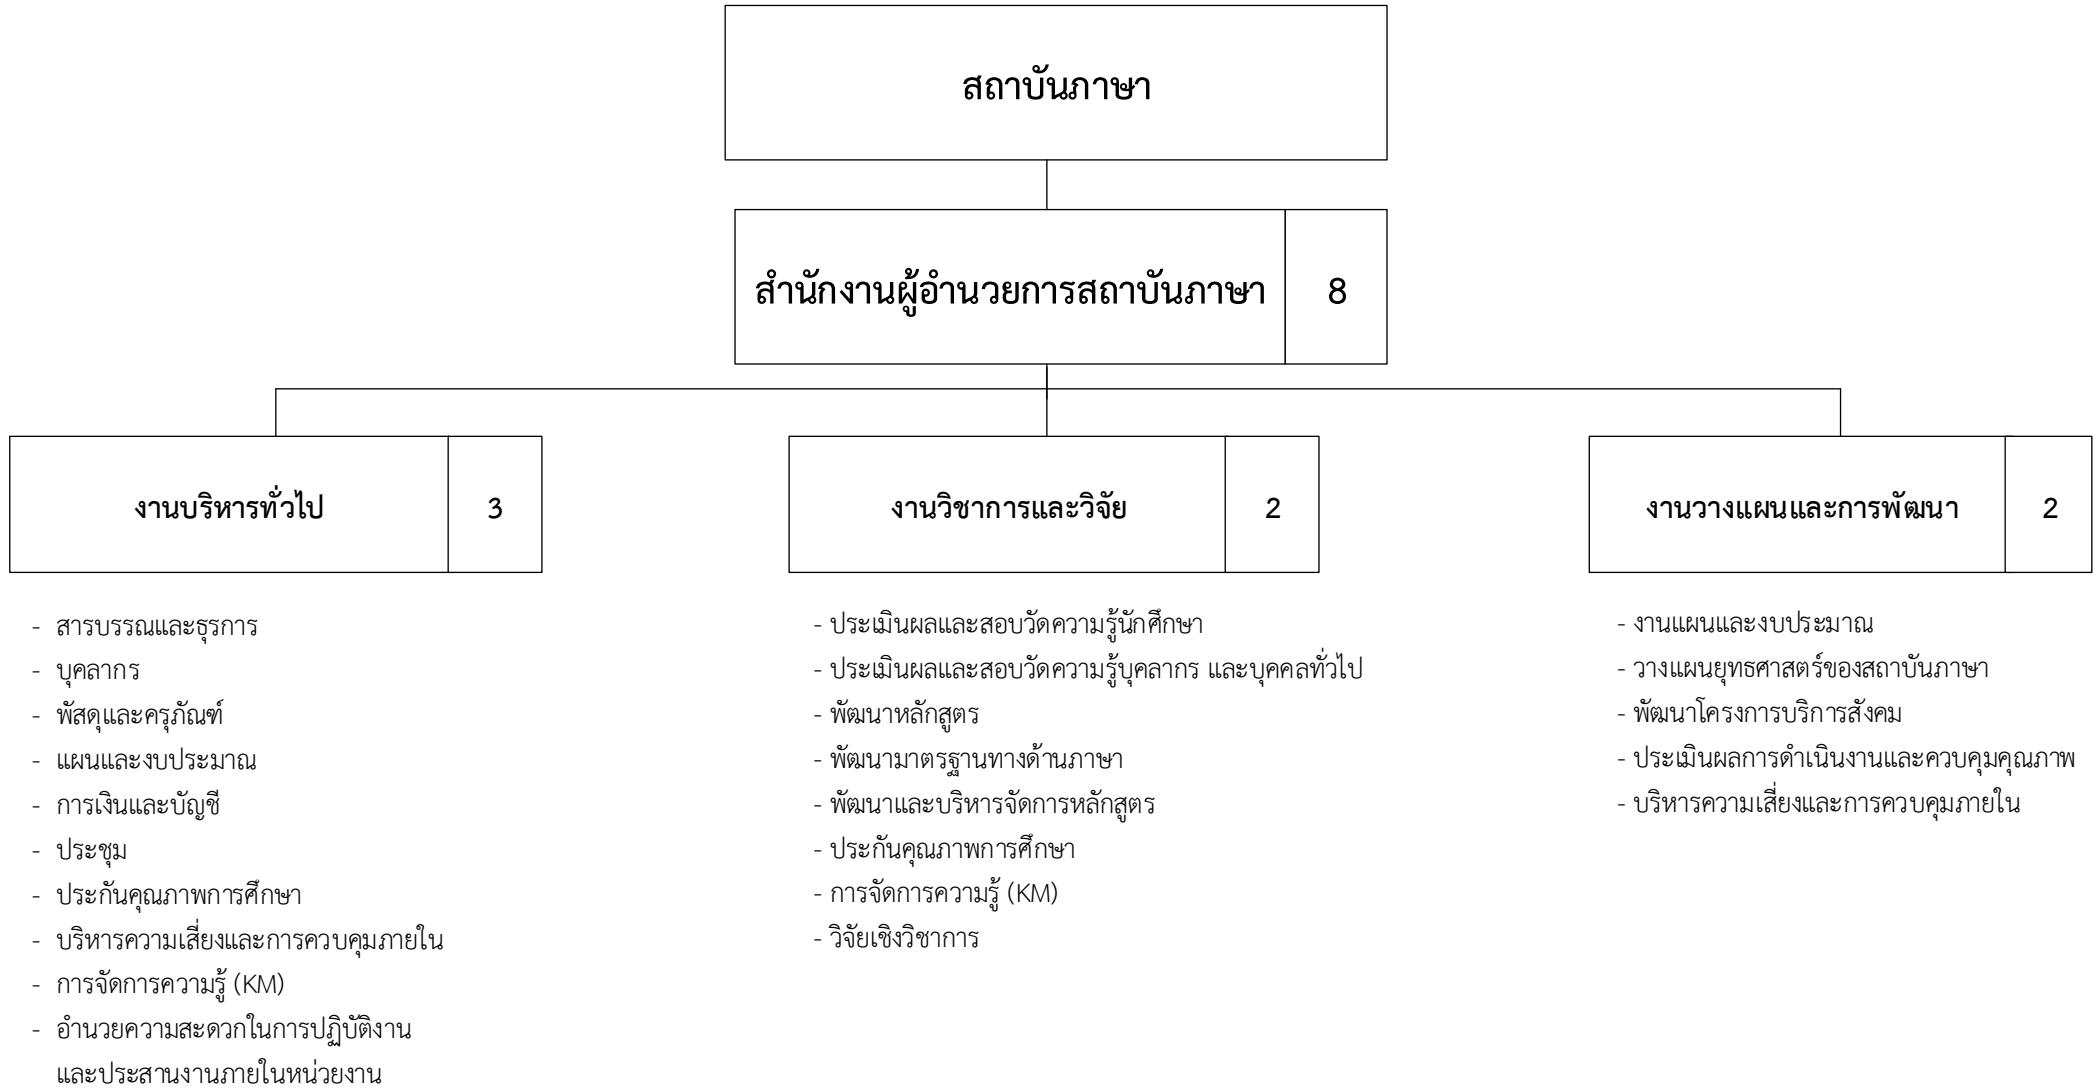 สถาบันภาษา
สำนักงานผู้อำนวยการสถาบันภาษา 8
งานบริหารทั่วไป 3
- สารบรรณและธุรการ
- บุคลากร
- พัสดุและครุภัณฑ์
- แผนและงบประมาณ
- การเงินและบัญชี
- ประชุม
- ประกันคุณภาพการศึกษา
- บริหารความเสี่ยงและการควบคุมภายใน
- การจัดการความรู้ (KM)
- อำนวยความสะดวกในการปฏิบัติงาน
และประสานงานภายในหน่วยงาน
งานวิชาการและวิจัย 2
- ประเมินผลและสอบวัดความรู้นักศึกษา
- ประเมินผลและสอบวัดความรู้บุคลากร และบุคคลทั่วไป
- พัฒนาหลักสูตร
- พัฒนามาตรฐานทางด้านภาษา
- พัฒนาและบริหารจัดการหลักสูตร
- ประกันคุณภาพการศึกษา
- การจัดการความรู้ (KM)
- วิจัยเชิงวิชาการ
งานวางแผนและการพัฒนา 2
- งานแผนและงบประมาณ
- วางแผนยุทธศาสตร์ของสถาบันภาษา
- พัฒนาโครงการบริการสังคม
- ประเมินผลการดำเนินงานและควบคุมคุณภาพ
- บริหารความเสี่ยงและการควบคุมภายใน